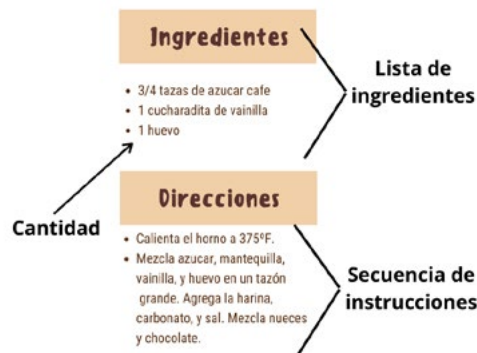 Ingredientes
Lista de
ingredientes
• 3/4 tazas de azucar cafe
• 1 cucharadita de vainilla
• 1 huevo
Cantidad
Direcciones
• Calienta el horno a 375ºF.
• Mezcla azucar, mantequilla,
vainilla, y huevo en un tazón
grande. Agrega la harina,
carbonato, y sal. Mezcla nueces
y chocolate.
Secuencia de
instrucciones